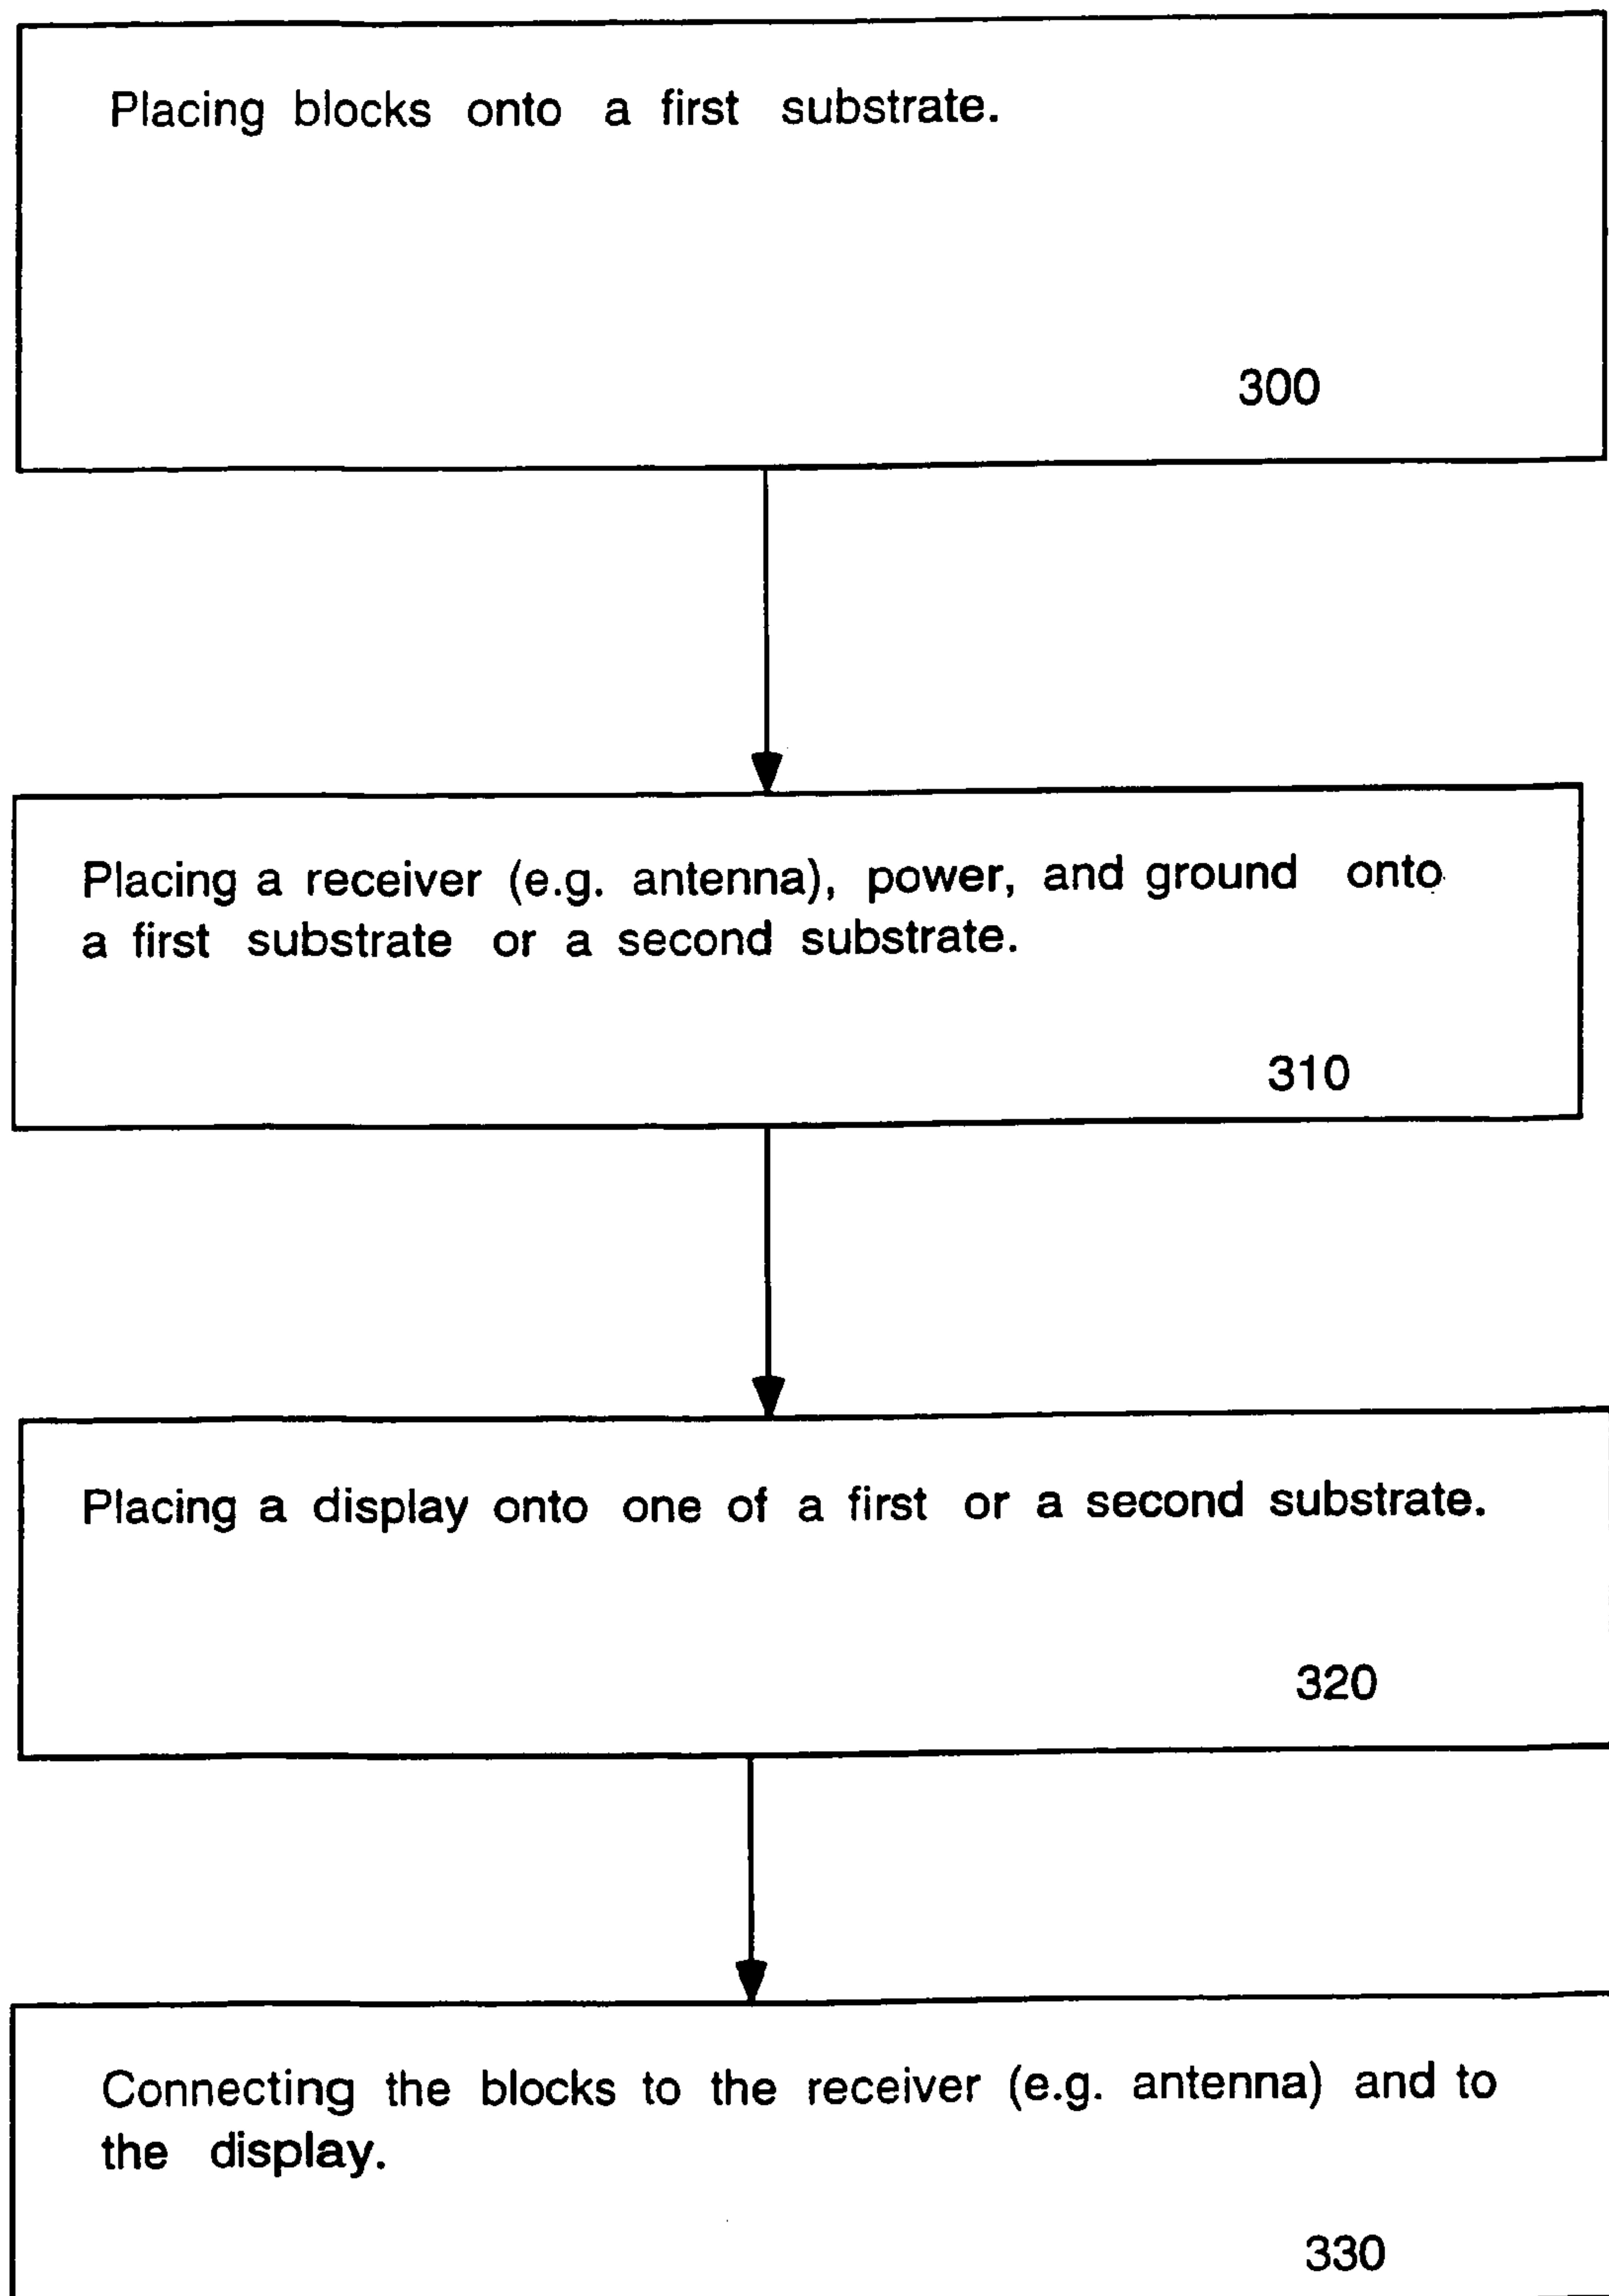 Placing blocks onto a first substrate.
300
Placing a receiver (e.g. antenna), power, and ground onto
a first substrate or a second substrate.
310
Placing a display onto one of a first or a second substrate.
320
Connecting the blocks to the receiver (e.g. antenna) and to
the display.
330